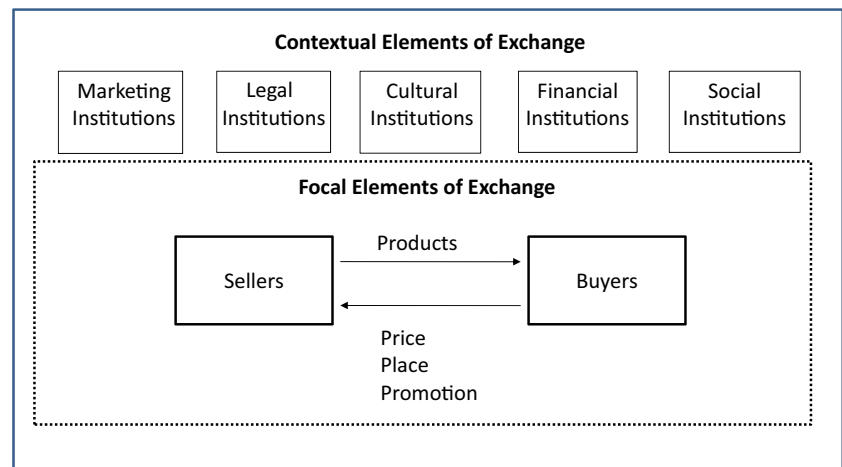 Contextual Elements of Exchange
Marketing
Institutions
Legal
Institutions
Cultural
Institutions
Financial
Institutions
Social
Institutions
Focal Elements of Exchange
Products
Sellers
Buyers
Price
Place
Promotion